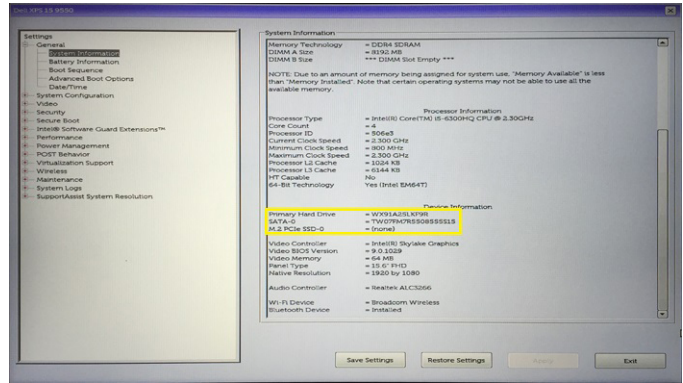 Dell XPS 15 9550
Settings
General
System Information
Battery Information
Boot Sequence
Advanced Boot Options
Date/Time
System Configuration
Video
Security
Secure Boot
Intel® Software Guard Extensions™
Performance
Power Management
POST Behavior
Virtualization Support
Wireless
Maintenance
System Logs
SupportAssist System Resolution
System Information
Memory Technology = DDR4 SDRAM
DIMM A Size = 8192 MB
DIMM B Size *** Empty DIMM Slot ***
NOTE: Due to an amount of memory being assigned for system use, "Memory Available" is less
than "Memory Installed". Note that certain operating systems may not be able to use all the
available memory.
Processor Information
Processor Type = Intel(R) Core(TM) i5-6300HQ CPU @ 2.30GHz
Core Count = 4
Processor ID = 506e3
Current Clock Speed = 2.300 GHz
Minimum Clock Speed = 800 MHz
Maximum Clock Speed = 2.300 GHz
Processor L2 Cache = 1024 KB
Processor L3 Cache = 6144 KB
HT Capable No
64-Bit Technology Yes (Intel EM64T)
Device Information
Primary Hard Drive = WX91A25LKF9R
SATA-0 = TW07FM7R5508555S15
M.2 PCIe SSD-0 = (none)
Video Controller = Intel(R) Skylake Graphics
Video BIOS Version = 9.0.1029
Video Memory = 64 MB
Panel Type = 15.6" FHD
Native Resolution = 1920 by 1080
Audio Controller = Realtek ALC3266
Wi-Fi Device = Broadcom Wireless
Bluetooth Device = Installed
Save Settings
Restore Settings
Exit